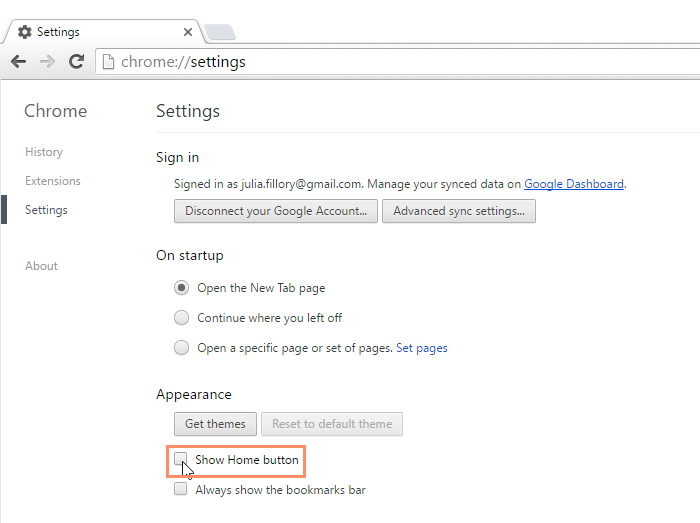 Settings
chrome://settings
Chrome
Settings
History
Extensions
Settings
About
Sign in
Signed in as julia.fillory@gmail.com. Manage your synced data on Google Dashboard.
Disconnect your Google Account... Advanced sync settings...
On startup
Open the New Tab page
Continue where you left off
Open a specific page or set of pages. Set pages
Appearance
Get themes Reset to default theme
Show Home button
Always show the bookmarks bar